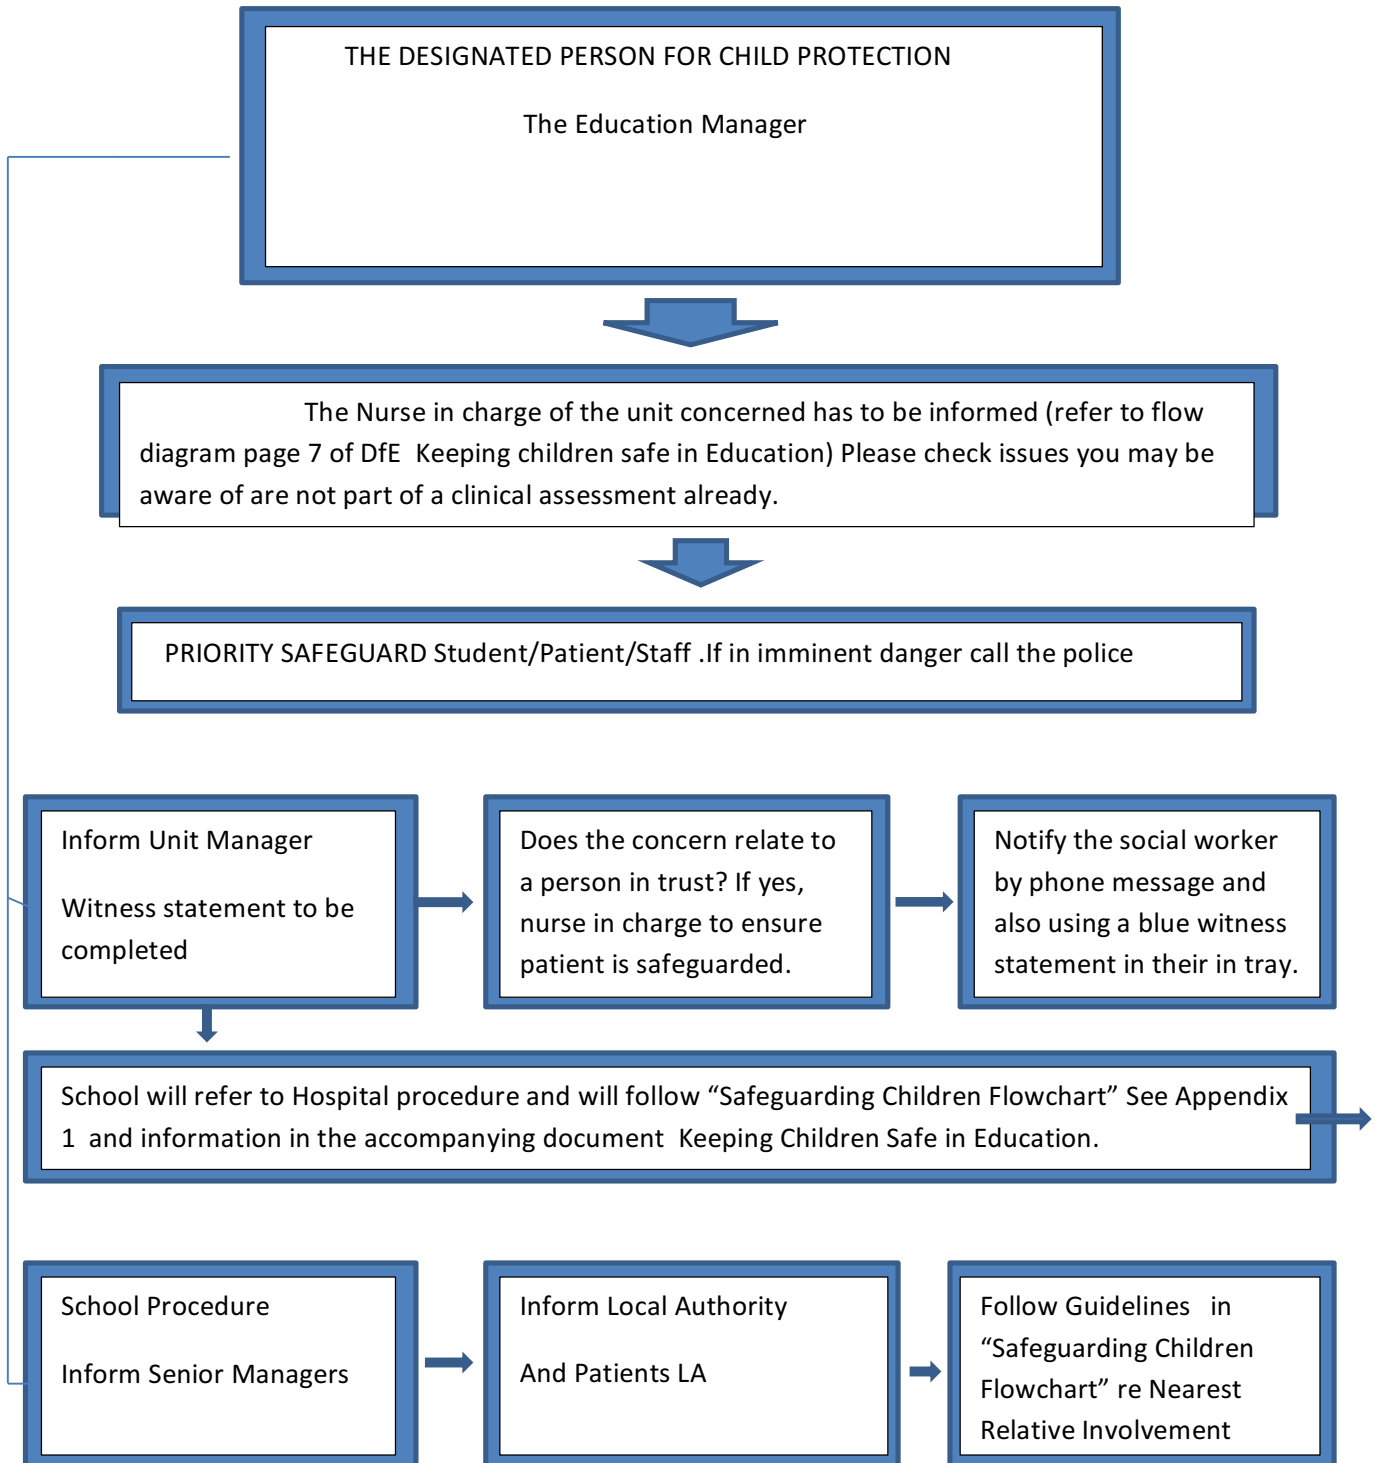 THE DESIGNATED PERSON FOR CHILD PROTECTION
The Education Manager
The Nurse in charge of the unit concerned has to be informed (refer to flow
diagram page 7 of DfE  Keeping children safe in Education) Please check issues you may be
aware of are not part of a clinical assessment already.
PRIORITY SAFEGUARD Student/Patient/Staff .If in imminent danger call the police
Inform Unit Manager
Witness statement to be
completed
Does the concern relate to
a person in trust? If yes,
nurse in charge to ensure
patient is safeguarded.
Notify the social worker
by phone message and
also using a blue witness
statement in their in tray.
School will refer to Hospital procedure and will follow “Safeguarding Children Flowchart” See Appendix
1  and information in the accompanying document  Keeping Children Safe in Education.
School Procedure
Inform Senior Managers
Inform Local Authority
And Patients LA
Follow Guidelines   in
“Safeguarding Children
Flowchart” re Nearest
Relative Involvement